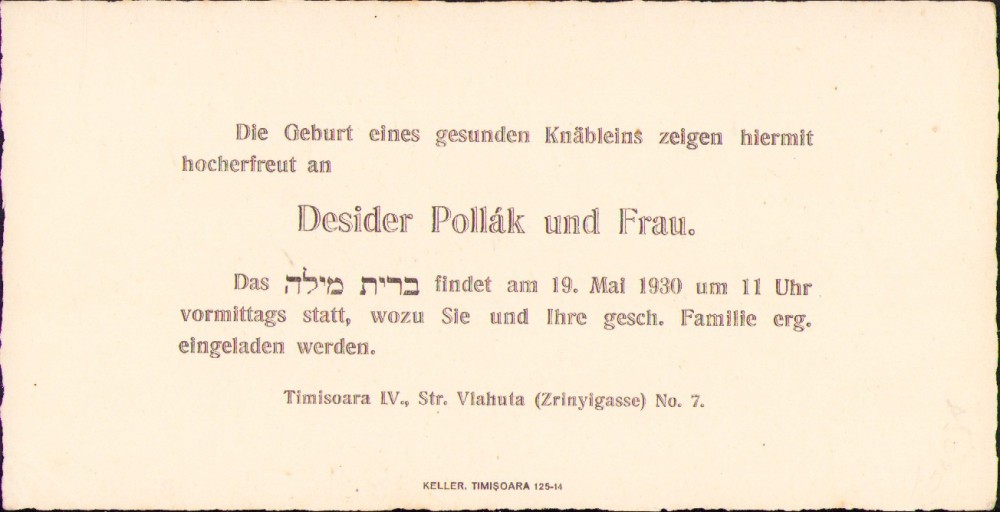 Die Geburt eines gesunden Knäbleins zeigen hiermit
hocherfreut an
Desider Pollák und Frau.
Das ברית מילה findet am 19. Mai 1930 um 11 Uhr
vormittags statt, wozu Sie und Ihre gesch. Familie erg.
eingeladen werden.
Timisoara IV., Str. Vlahuta (Zrinyigasse) No. 7.
KELLER, TIMIȘOARA 125-14